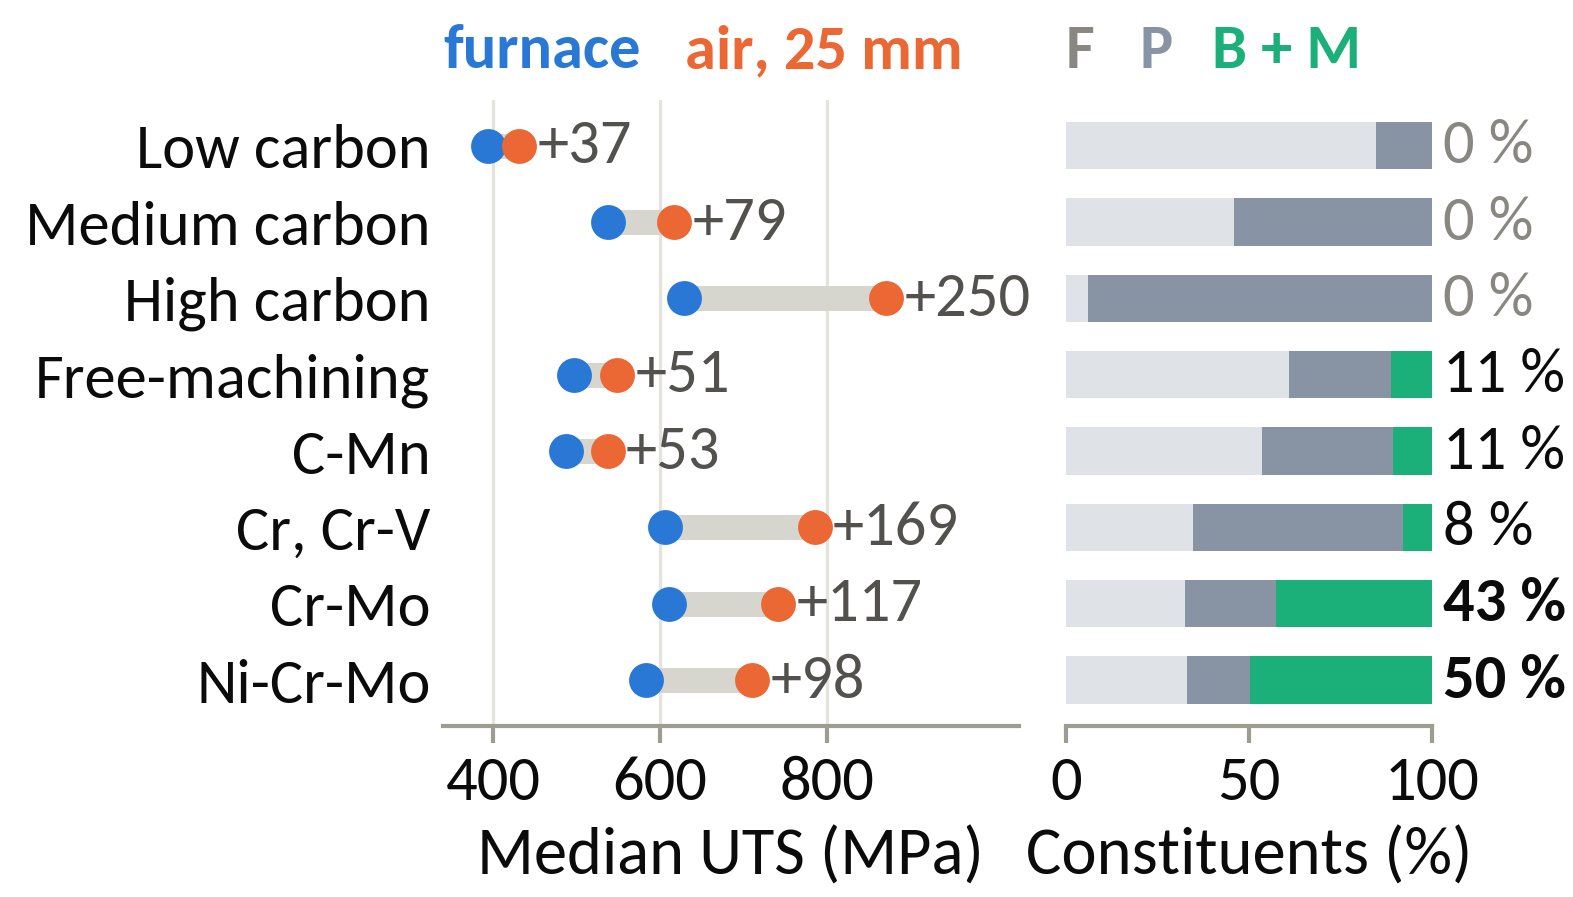 furnace air, 25 mm F P B + M
Low carbon +37 0 %
Medium carbon +79 0 %
High carbon +250 0 %
Free-machining +51 11 %
C-Mn +53 11 %
Cr, Cr-V +169 8 %
Cr-Mo +117 43 %
Ni-Cr-Mo +98 50 %
400 600 800 0 50 100
Median UTS (MPa) Constituents (%)